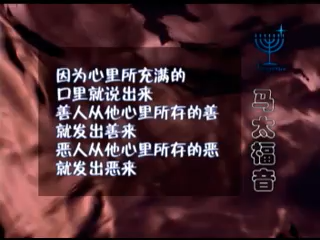 因为心里所充满的
口里就说出来
善人从他心里所存的善
就发出善来
恶人从他心里所存的恶
就发出恶来
马太福音